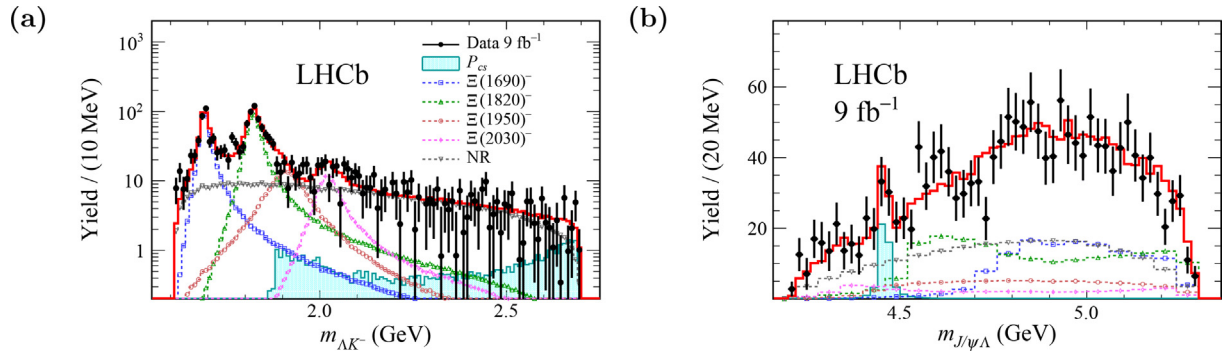 (a)
10³
10²
10
1
Yield / (10 MeV)
LHCb
Data 9 fb⁻¹
P_cs
Ξ(1690)⁻
Ξ(1820)⁻
Ξ(1950)⁻
Ξ(2030)⁻
NR
2.0 2.5
m_ΛK⁻ (GeV)
(b)
60
40
20
Yield / (20 MeV)
LHCb
9 fb⁻¹
4.5 5.0
m_J/ψΛ (GeV)